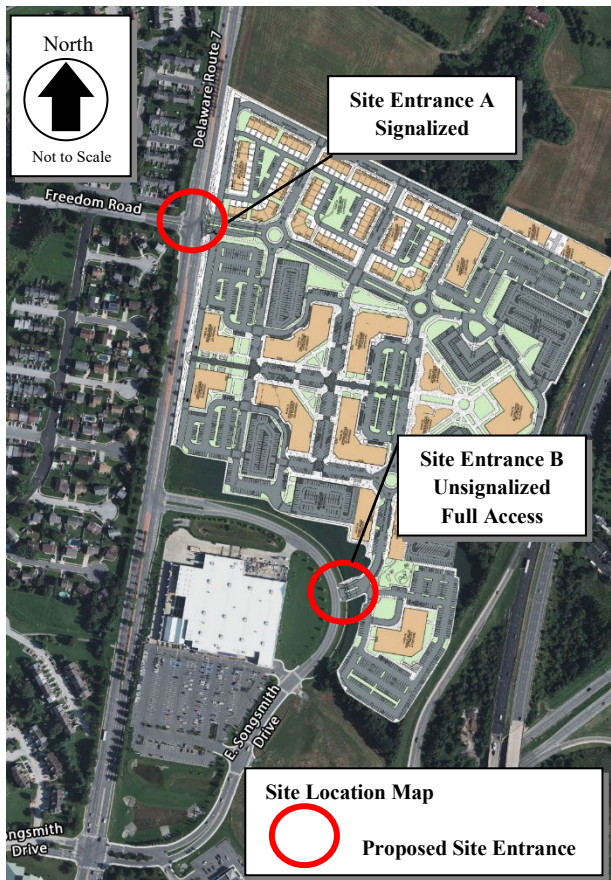 North
Not to Scale
Delaware Route 7
Site Entrance A
Signalized
Freedom Road
Site Entrance B
Unsignalized
Full Access
E. Songsmith
Drive
Site Location Map
Proposed Site Entrance
ongsmith
Drive